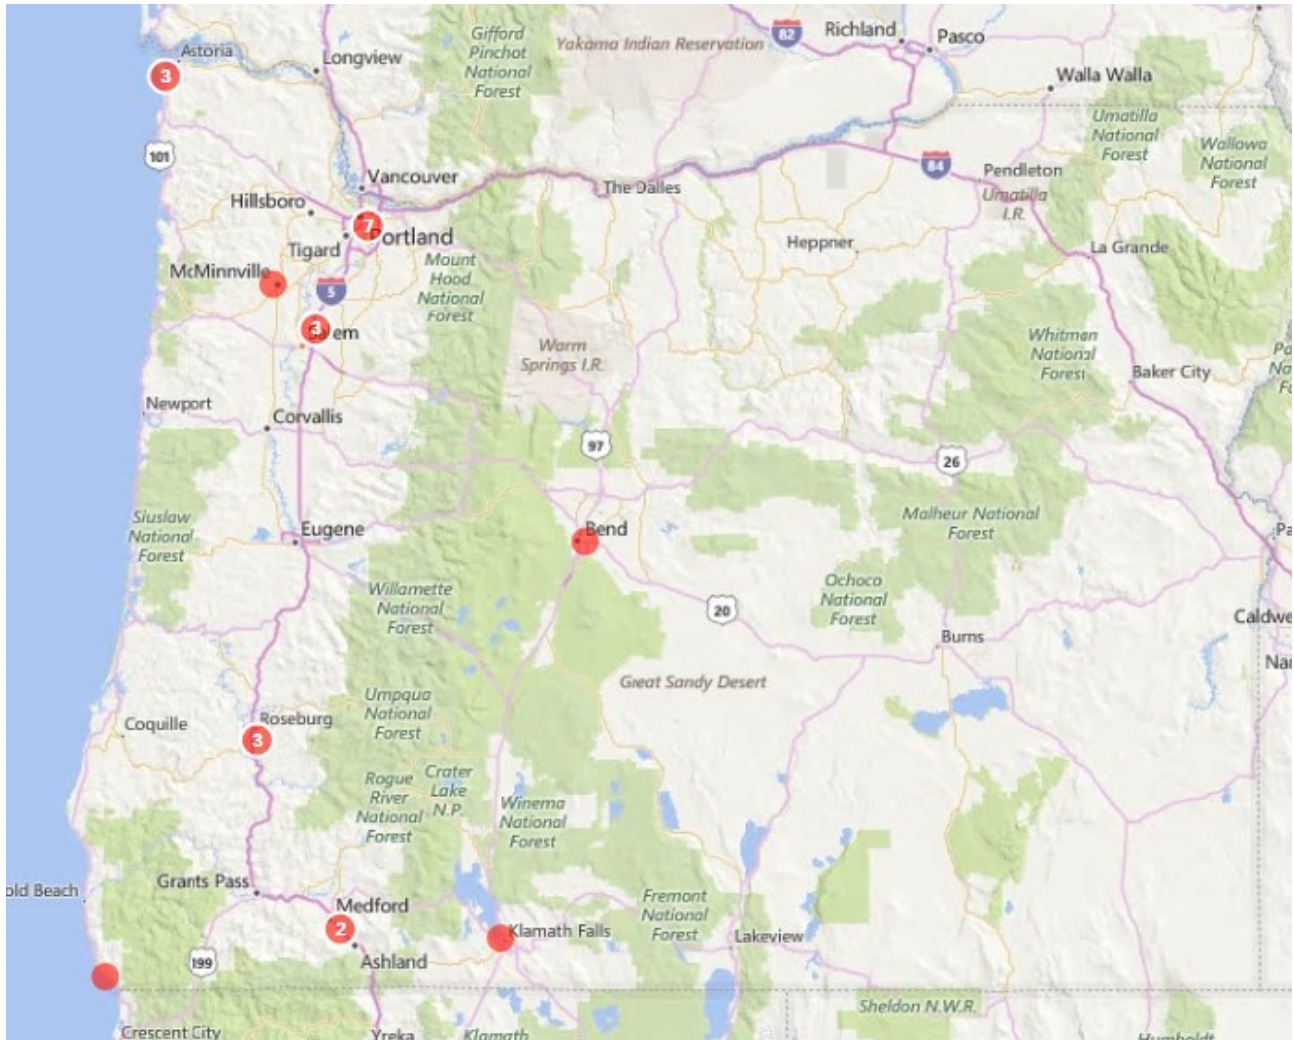 82
Richland
Pasco
Gifford
Pinchot
National
Forest
Yakama Indian Reservation
Astoria
3
Longview
Walla Walla
Umatilla
National
Forest
Wallowa
National
Forest
101
Vancouver
84
Pendleton
Umatilla
I.R.
The Dalles
Hillsboro
7
Portland
Tigard
Heppner
La Grande
McMinnville
Mount
Hood
National
Forest
5
3
Salem
Warm
Springs I.R.
Whitman
National
Forest
Baker City
Newport
Corvallis
97
26
Siuslaw
National
Forest
Eugene
Bend
Malheur National
Forest
Willamette
National
Forest
Ochoco
National
Forest
20
Burns
Great Sandy Desert
Umpqua
National
Forest
Coquille
Roseburg
3
Rogue
River
National
Forest
Crater
Lake
N.P.
Winema
National
Forest
Grants Pass
old Beach
Medford
2
Fremont
National
Forest
Klamath Falls
Lakeview
199
Ashland
Sheldon N.W.R.
Crescent City
Yreka
Klamath
Humboldt